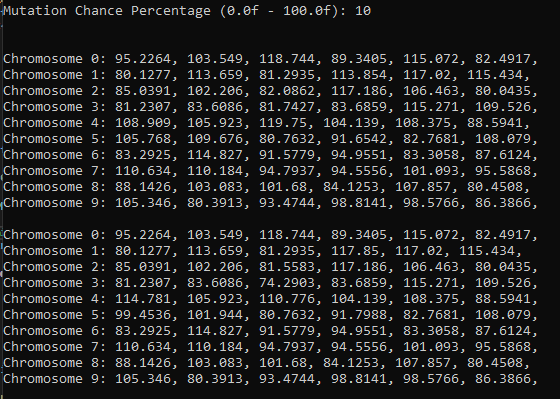 Mutation Chance Percentage (0.0f - 100.0f): 10
Chromosome 0: 95.2264, 103.549, 118.744, 89.3405, 115.072, 82.4917,
Chromosome 1: 80.1277, 113.659, 81.2935, 113.854, 117.02, 115.434,
Chromosome 2: 85.0391, 102.206, 82.0862, 117.186, 106.463, 80.0435,
Chromosome 3: 81.2307, 83.6086, 81.7427, 83.6859, 115.271, 109.526,
Chromosome 4: 108.909, 105.923, 119.75, 104.139, 108.375, 88.5941,
Chromosome 5: 105.768, 109.676, 80.7632, 91.6542, 82.7681, 108.079,
Chromosome 6: 83.2925, 114.827, 91.5779, 94.9551, 83.3058, 87.6124,
Chromosome 7: 110.634, 110.184, 94.7937, 94.5556, 101.093, 95.5868,
Chromosome 8: 88.1426, 103.083, 101.68, 84.1253, 107.857, 80.4508,
Chromosome 9: 105.346, 80.3913, 93.4744, 98.8141, 98.5766, 86.3866,
Chromosome 0: 95.2264, 103.549, 118.744, 89.3405, 115.072, 82.4917,
Chromosome 1: 80.1277, 113.659, 81.2935, 117.85, 117.02, 115.434,
Chromosome 2: 85.0391, 102.206, 81.5583, 117.186, 106.463, 80.0435,
Chromosome 3: 81.2307, 83.6086, 74.2903, 83.6859, 115.271, 109.526,
Chromosome 4: 114.781, 105.923, 110.776, 104.139, 108.375, 88.5941,
Chromosome 5: 99.4536, 101.944, 80.7632, 91.7988, 82.7681, 108.079,
Chromosome 6: 83.2925, 114.827, 91.5779, 94.9551, 83.3058, 87.6124,
Chromosome 7: 110.634, 110.184, 94.7937, 94.5556, 101.093, 95.5868,
Chromosome 8: 88.1426, 103.083, 101.68, 84.1253, 107.857, 80.4508,
Chromosome 9: 105.346, 80.3913, 93.4744, 98.8141, 98.5766, 86.3866,